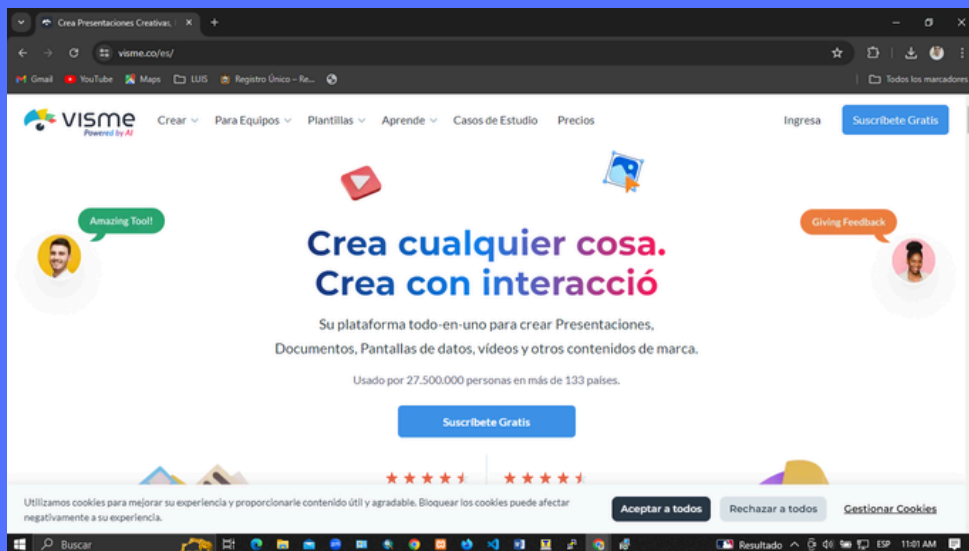 Crea Presentaciones Creativas, I
visme.co/es/
Gmail YouTube Maps LUIS Registro Único – Re... Todos los marcadores
VISME Crear Para Equipos Plantillas Aprende Casos de Estudio Precios Ingresa Suscríbete Gratis
Powered by AI
Amazing Tool! Giving Feedback
Crea cualquier cosa.
Crea con interacció
Su plataforma todo-en-uno para crear Presentaciones,
Documentos, Pantallas de datos, vídeos y otros contenidos de marca.
Usado por 27.500.000 personas en más de 133 países.
Suscríbete Gratis
Utilizamos cookies para mejorar su experiencia y proporcionarle contenido útil y agradable. Bloquear los cookies puede afectar
negativamente a su experiencia.
Aceptar a todos Rechazar a todos Gestionar Cookies
Buscar Resultado ESP 11:01 AM